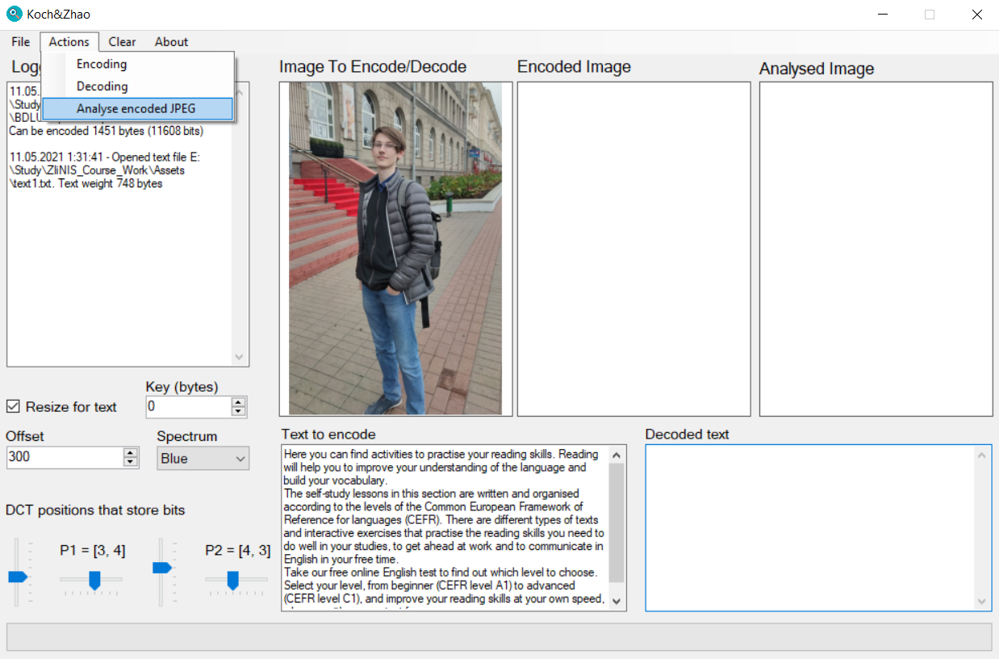 Koch&Zhao
File Actions Clear About
Encoding
Decoding
Analyse encoded JPEG
Image To Encode/Decode
Encoded Image
Analysed Image
11.05.
\Study
Can be encoded 1451 bytes (11608 bits)
11.05.2021 1:31:41 - Opened text file E:
\Study\ZIiNIS_Course_Work\Assets
\text1.txt. Text weight 748 bytes
Resize for text
Key (bytes)
0
Offset
300
Spectrum
Blue
DCT positions that store bits
P1 = [3, 4]
P2 = [4, 3]
Text to encode
Here you can find activities to practise your reading skills. Reading
will help you to improve your understanding of the language and
build your vocabulary.
The self-study lessons in this section are written and organised
according to the levels of the Common European Framework of
Reference for languages (CEFR). There are different types of texts
and interactive exercises that practise the reading skills you need to
do well in your studies, to get ahead at work and to communicate in
English in your free time.
Take our free online English test to find out which level to choose.
Select your level, from beginner (CEFR level A1) to advanced
(CEFR level C1), and improve your reading skills at your own speed,
Decoded text